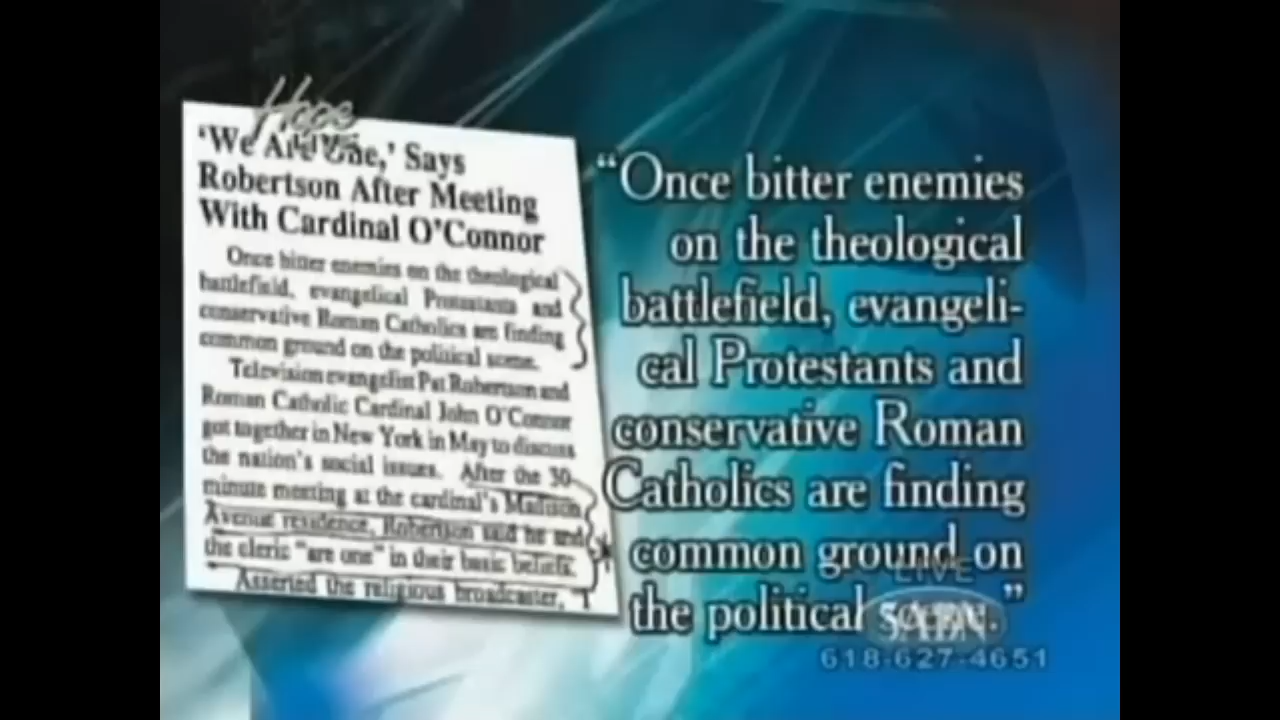 Hope
‘We Are One,’ Says
Robertson After Meeting
With Cardinal O’Connor
Once bitter enemies on the theological
battlefield, evangelical Protestants and
conservative Roman Catholics are finding
common ground on the political scene.
Television evangelist Pat Robertson and
Roman Catholic Cardinal John O’Connor
got together in New York in May to discuss
the nation’s social issues. After the 30-
minute meeting at the cardinal’s Madison
Avenue residence, Robertson said he and
the cleric "are one" in their basic beliefs.
Asserted the religious broadcaster, "I
“Once bitter enemies
on the theological
battlefield, evangeli-
cal Protestants and
conservative Roman
Catholics are finding
common ground on
the political scene.”
LIVE
3ABN
618-627-4651